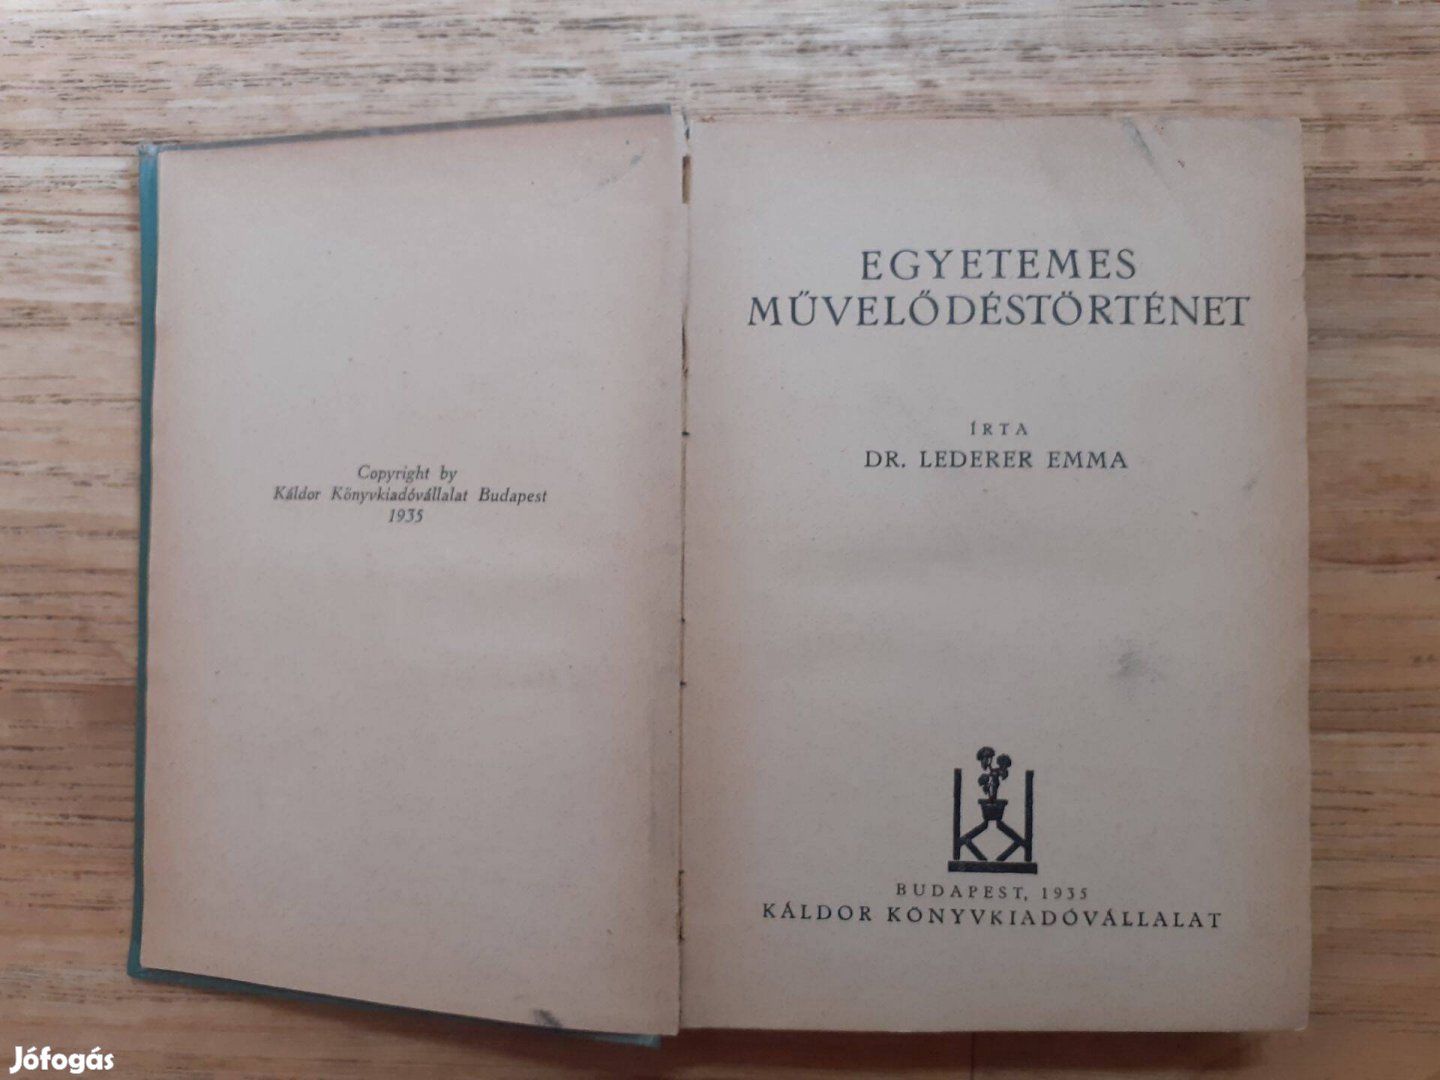 Copyright by
Káldor Könyvkiadóvállalat Budapest
1935
EGYETEMES
MŰVELŐDÉSTÖRTÉNET
ÍRTA
DR. LEDERER EMMA
BUDAPEST, 1935
KÁLDOR KÖNYVKIADÓVÁLLALAT
Jófogás